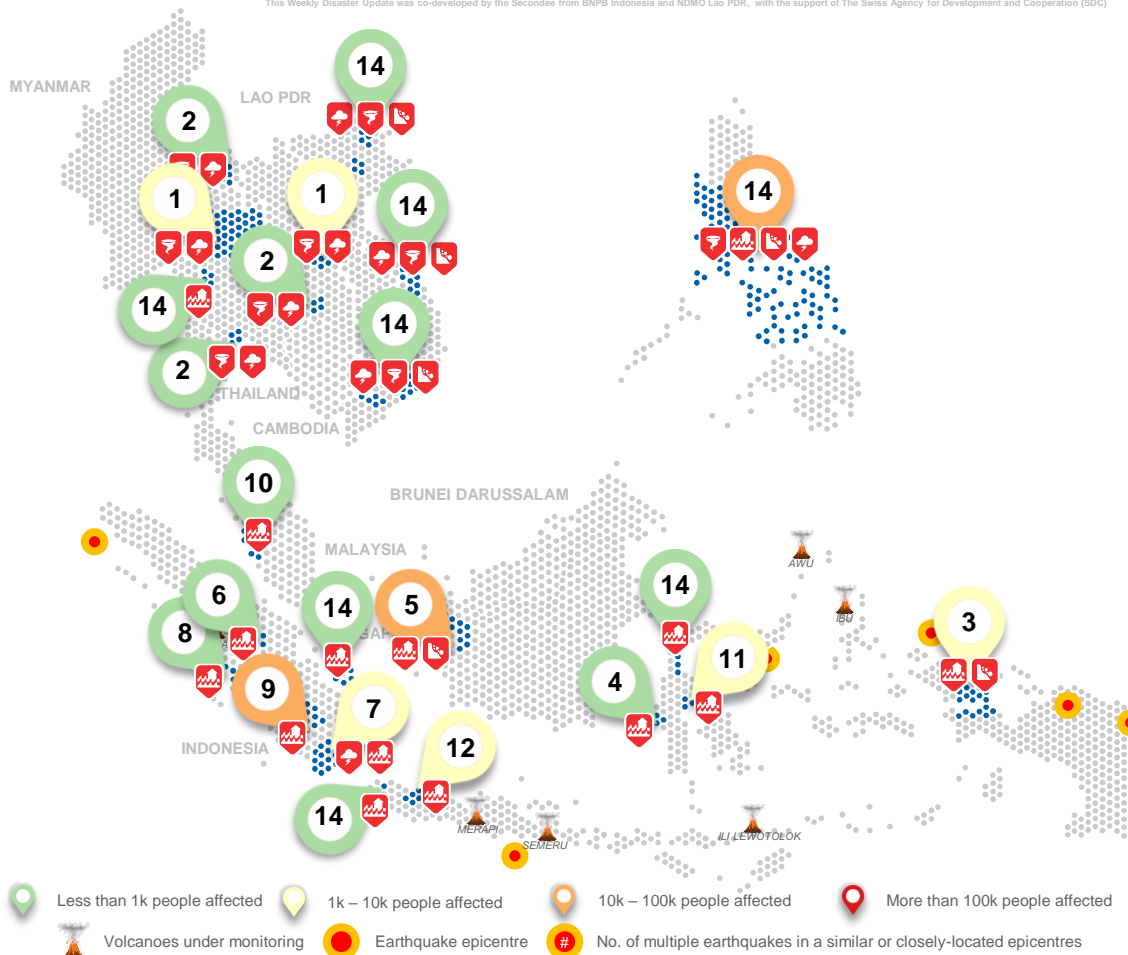 This Weekly Disaster Update was co-developed by the Secondee from BNPB Indonesia and NDMO Lao PDR, with the support of The Swiss Agency for Development and Cooperation (SDC)
14
MYANMAR
LAO PDR
2
1
1
14
14
2
14
14
2
THAILAND
CAMBODIA
10
BRUNEI DARUSSALAM
MALAYSIA
AWU
6
14
5
14
IBU
8
3
11
9
4
7
INDONESIA
12
14
MERAPI
SEMERU
ILI LEWOTOLOK
Less than 1k people affected
1k – 10k people affected
10k – 100k people affected
More than 100k people affected
Volcanoes under monitoring
Earthquake epicentre
#
No. of multiple earthquakes in a similar or closely-located epicentres